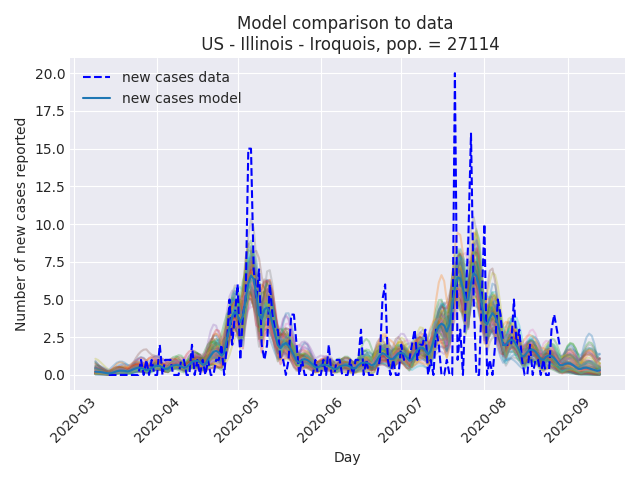 Model comparison to data
US - Illinois - Iroquois, pop. = 27114
new cases data
new cases model
Number of new cases reported
20.0
17.5
15.0
12.5
10.0
7.5
5.0
2.5
0.0
2020-03
2020-04
2020-05
2020-06
2020-07
2020-08
2020-09
Day